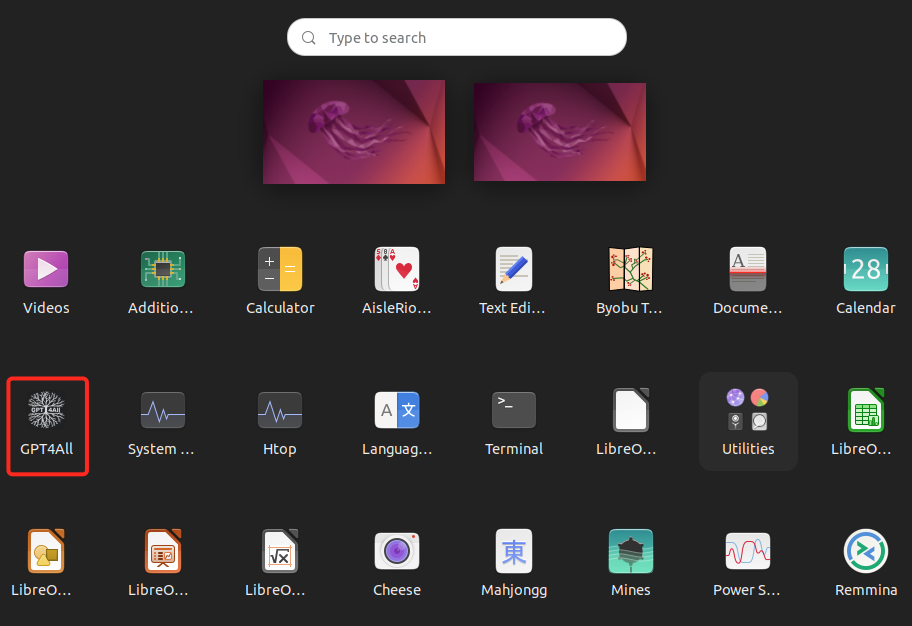 Type to search
Videos
Additio...
Calculator
AisleRio...
Text Edi...
Byobu T...
Docume...
Calendar
28
GPT4All
GPT4All
System ...
Htop
Languag...
Terminal
LibreO...
Utilities
LibreO...
LibreO...
LibreO...
LibreO...
Cheese
Mahjongg
Mines
Power S...
Remmina
A
A 文
>_
√x
東